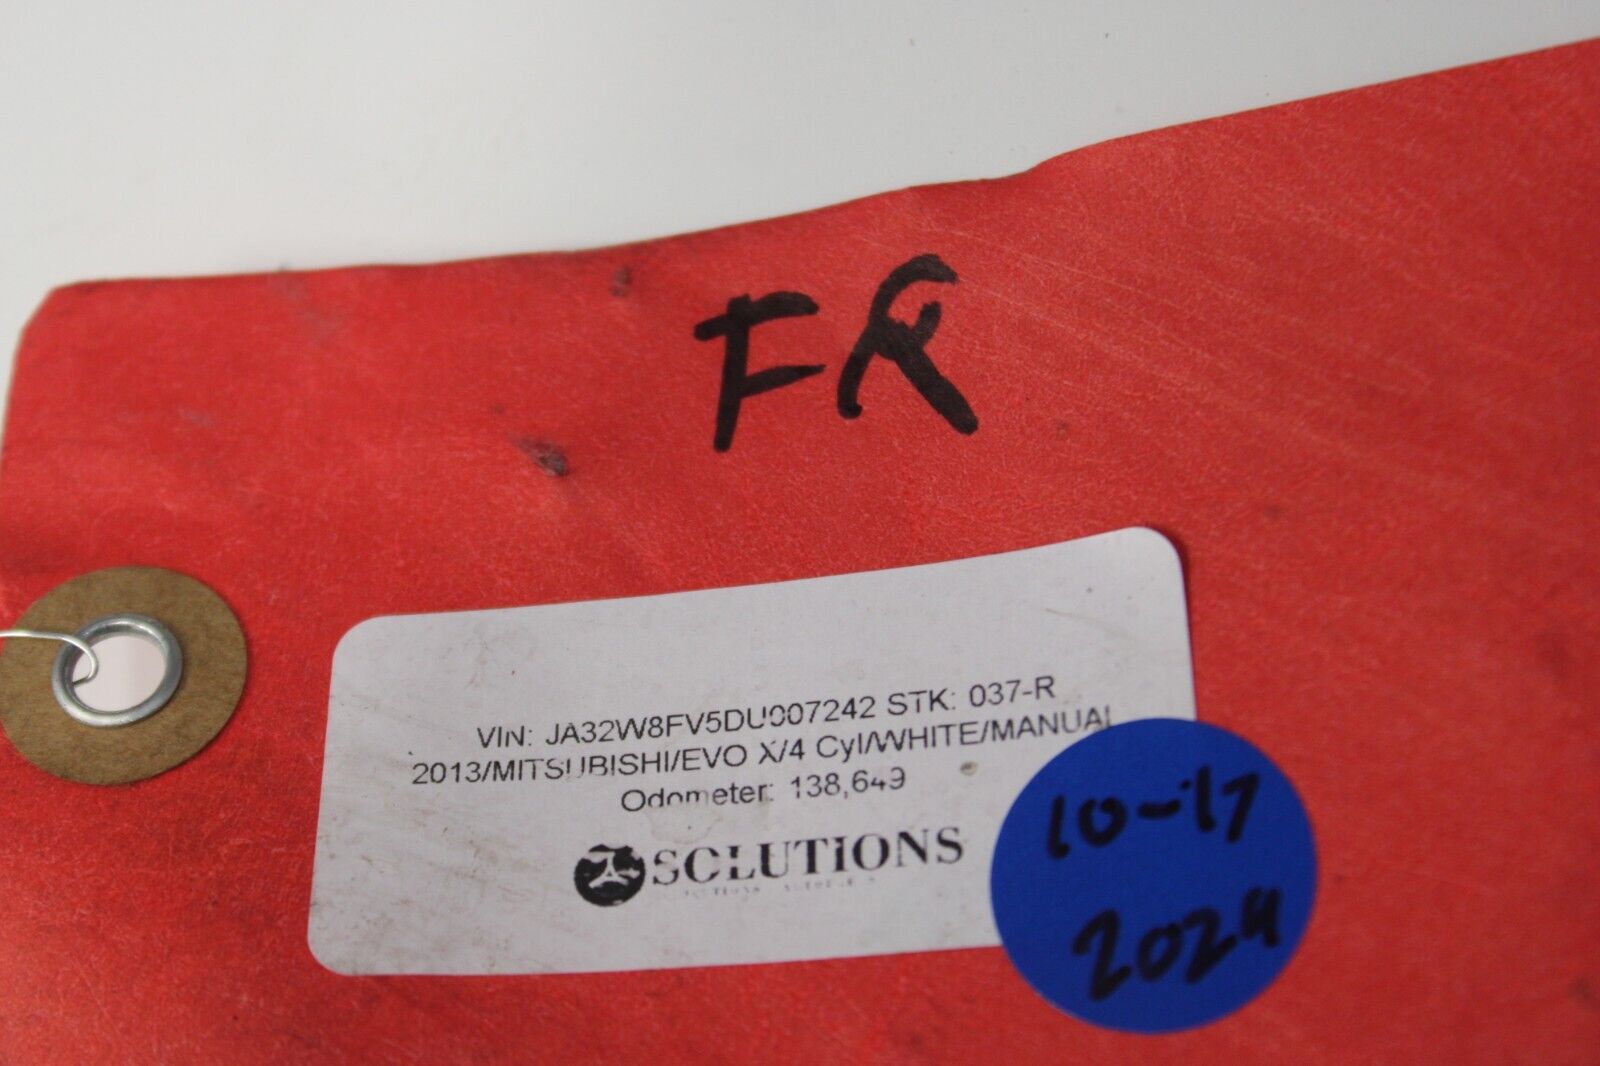 FR
VIN: JA32W8FV5DU007242 STK: 037-R
2013/MITSUBISHI/EVO X/4 Cyl/WHITE/MANUAL
Odometer: 138,649
SOLUTIONS
10-17
2024